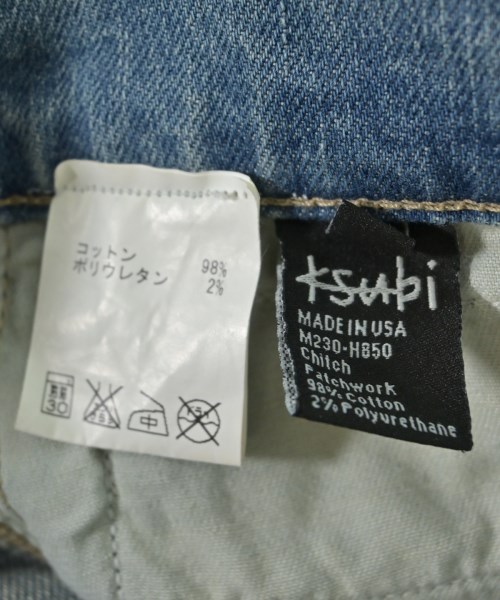 コットン 98%
ポリウレタン 2%
30
中
ksubi
MADE IN USA
M230-HB50
Chitch
Patchwork
98% Cotton
2% Polyurethane